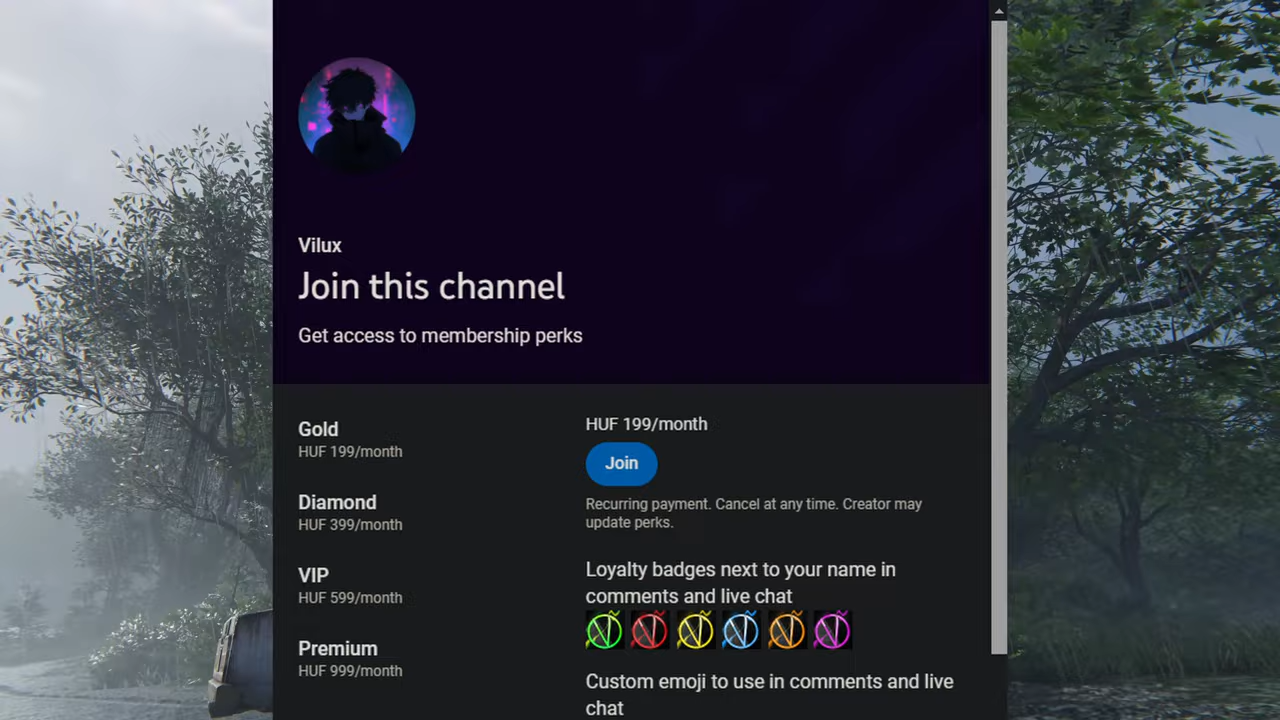 Vilux
Join this channel
Get access to membership perks
Gold
HUF 199/month
Diamond
HUF 399/month
VIP
HUF 599/month
Premium
HUF 999/month
HUF 199/month
Join
Recurring payment. Cancel at any time. Creator may
update perks.
Loyalty badges next to your name in
comments and live chat
Custom emoji to use in comments and live
chat